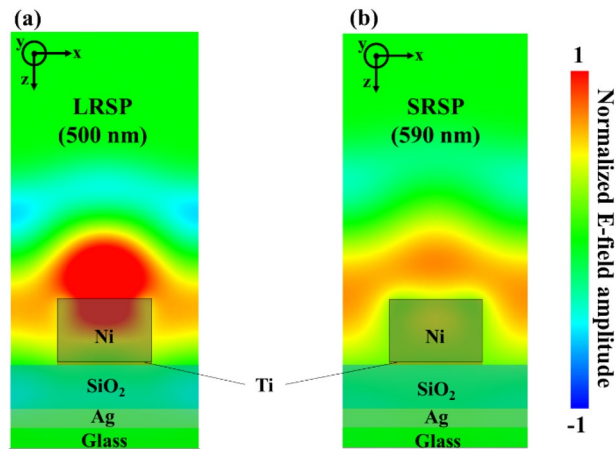 (a)
y
x
z
LRSP
(500 nm)
Ni
SiO₂
Ag
Glass
Ti
(b)
y
x
z
SRSP
(590 nm)
Ni
SiO₂
Ag
Glass
1
Normalized E-field amplitude
-1